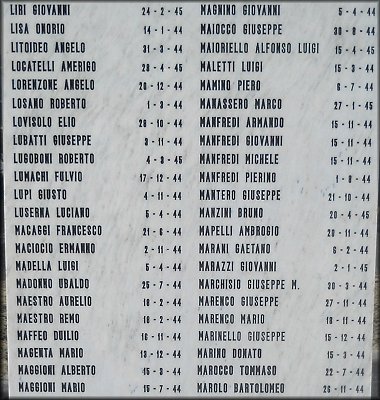 LIRI GIOVANNI 24 - 2 - 45
LISA ONORIO 14 - 1 - 44
LITOIDEO ANGELO 31 - 3 - 44
LOCATELLI AMERIGO 28 - 4 - 45
LORENZONE ANGELO 28 - 12 - 44
LOSANO ROBERTO 1 - 3 - 44
LOVISOLO ELIO 28 - 10 - 44
LUBATTI GIUSEPPE 3 - 11 - 44
LUGOBONI ROBERTO 4 - 3 - 45
LUMACHI FULVIO 17 - 12 - 44
LUPI GIUSTO 4 - 11 - 44
LUSERNA LUCIANO 5 - 4 - 44
MACAGGI FRANCESCO 21 - 6 - 44
MACIOCIO ERMANNO 2 - 11 - 44
MADELLA LUIGI 5 - 4 - 44
MADONNO UBALDO 25 - 7 - 44
MAESTRO AURELIO 18 - 2 - 44
MAESTRO REMO 18 - 2 - 44
MAFFEO DUILIO 16 - 11 - 44
MAGENTA MARIO 13 - 12 - 44
MAGGIONI ALBERTO 15 - 3 - 44
MAGGIONI MARIO 15 - 7 - 44
MAGNINO GIOVANNI 5 - 4 - 44
MAIOCCO GIUSEPPE 30 - 8 - 44
MAIORIELLO ALFONSO LUIGI 15 - 4 - 44
MALETTI LUIGI 15 - 3 - 44
MAMINO PIERO 6 - 7 - 44
MANASSERO MARCO 27 - 1 - 45
MANFREDI ARMANDO 15 - 11 - 44
MANFREDI GIOVANNI 15 - 11 - 44
MANFREDI MICHELE 15 - 11 - 44
MANFREDI PIERINO 1 - 8 - 44
MANTERO GIUSEPPE 21 - 10 - 44
MANZINI BRUNO 20 - 4 - 45
MAPELLI AMBROGIO 20 - 11 - 44
MARANI GAETANO 6 - 2 - 44
MARAZZI GIOVANNI 2 - 1 - 45
MARCHISIO GIUSEPPE M. 30 - 3 - 44
MARENCO GIUSEPPE 27 - 11 - 44
MARENCO MARIO 18 - 11 - 44
MARINELLO GIUSEPPE 15 - 12 - 44
MARINO DONATO 15 - 3 - 44
MAROCCO TOMMASO 22 - 7 - 44
MAROLO BARTOLOMEO 26 - 11 - 44